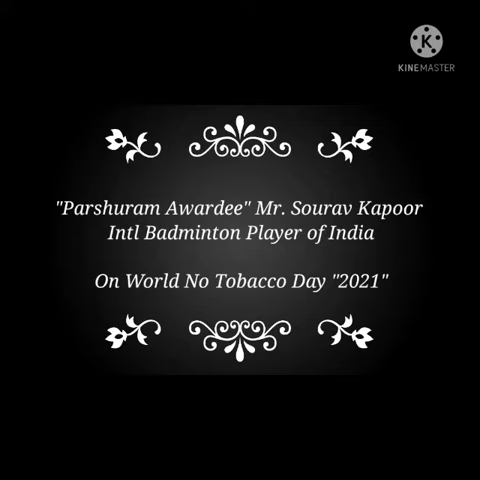 KINEMASTER
"Parshuram Awardee" Mr. Sourav Kapoor
Intl Badminton Player of India
On World No Tobacco Day "2021"